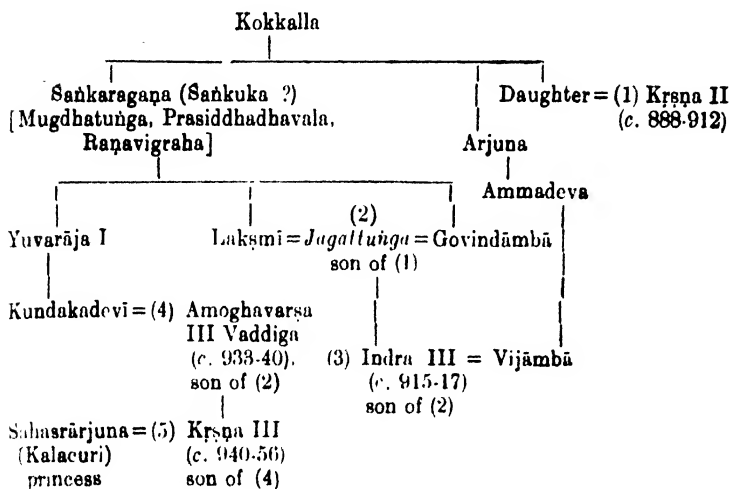 Kokkalla
Saṅkaragaṇa (Saṅkuka ?) Daughter = (1) Kṛṣṇa II
[Mugdhatuṅga, Prasiddhadhavala, (c. 888-912)
Raṇavigraha] Arjuna
Ammadeva
(2)
Yuvarāja I Lakṣmī = Jagattuṅga = Govindāmbā
son of (1)
Kundakadevī = (4) Amoghavarṣa
III Vaddiga
(c. 933-40). (3) Indra III = Vijāmbā
son of (2) (c. 915-17)
son of (2)
Sahasrārjuna = (5) Kṛṣṇa III
(Kalacuri) (c. 940-56)
princess son of (4)